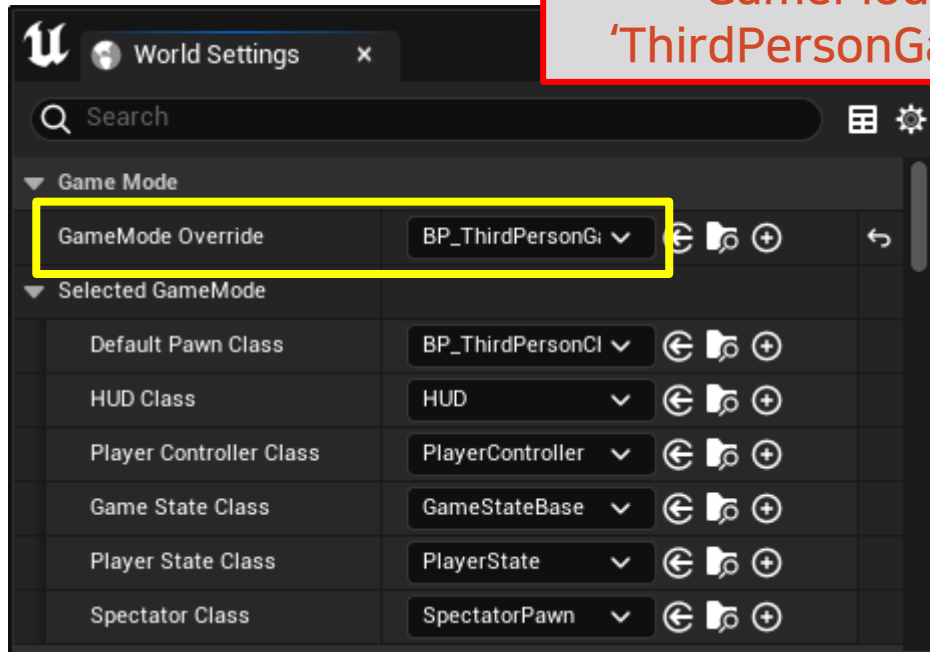 GameMod
'ThirdPersonGa
World Settings
Search
Game Mode
GameMode Override BP_ThirdPersonGa
Selected GameMode
Default Pawn Class BP_ThirdPersonCl
HUD Class HUD
Player Controller Class PlayerController
Game State Class GameStateBase
Player State Class PlayerState
Spectator Class SpectatorPawn